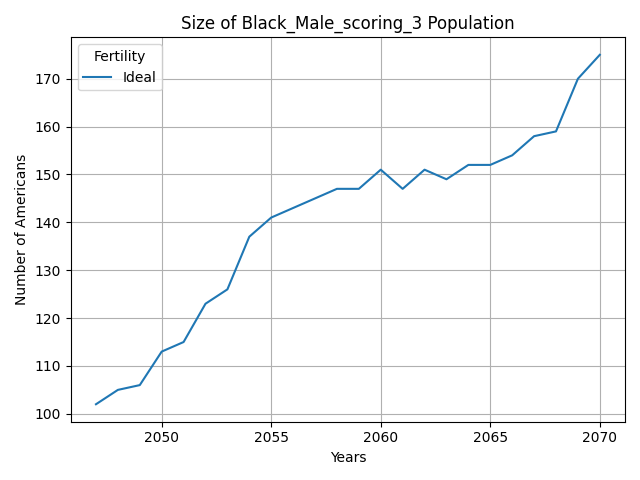 Size of Black_Male_scoring_3 Population
Fertility
Ideal
170
160
150
140
130
120
110
100
Number of Americans
2050 2055 2060 2065 2070
Years